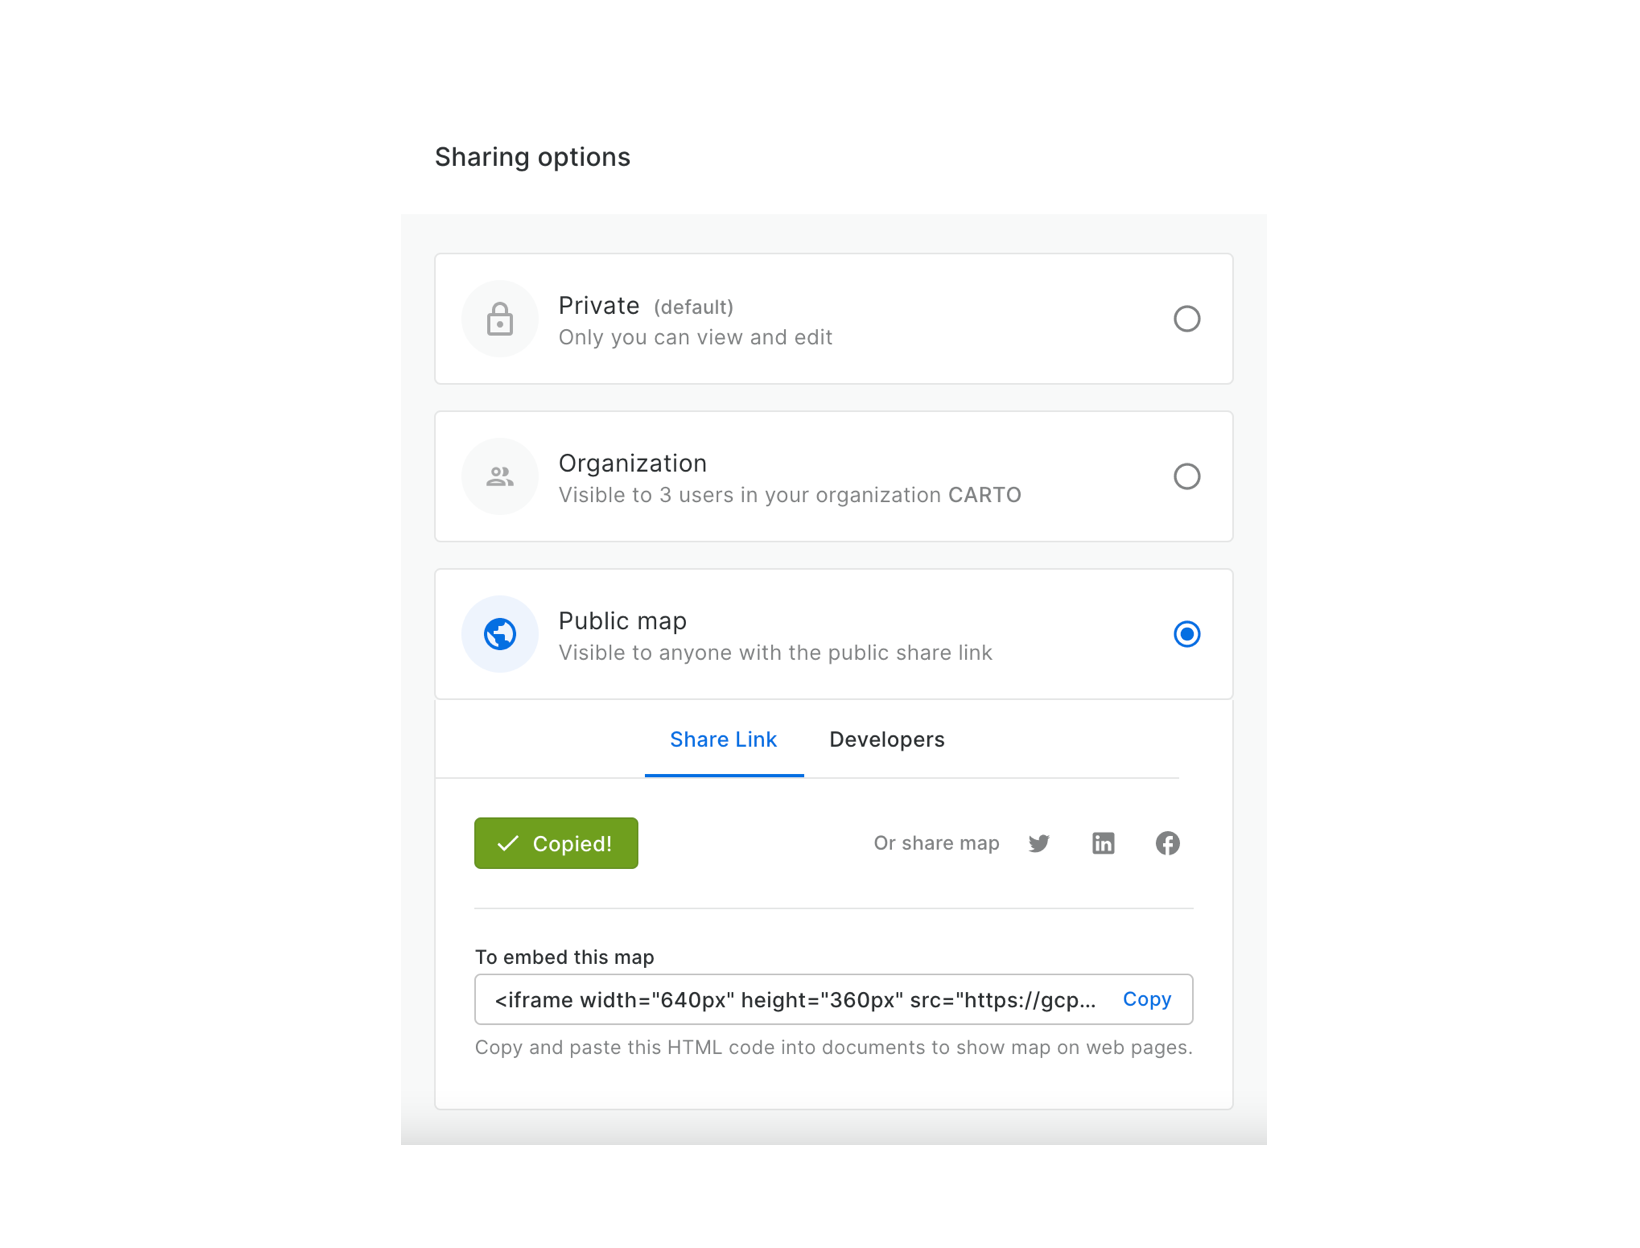 Sharing options
Private (default)
Only you can view and edit
Organization
Visible to 3 users in your organization CARTO
Public map
Visible to anyone with the public share link
Share Link Developers
Copied! Or share map
To embed this map
<iframe width="640px" height="360px" src="https://gcp... Copy
Copy and paste this HTML code into documents to show map on web pages.